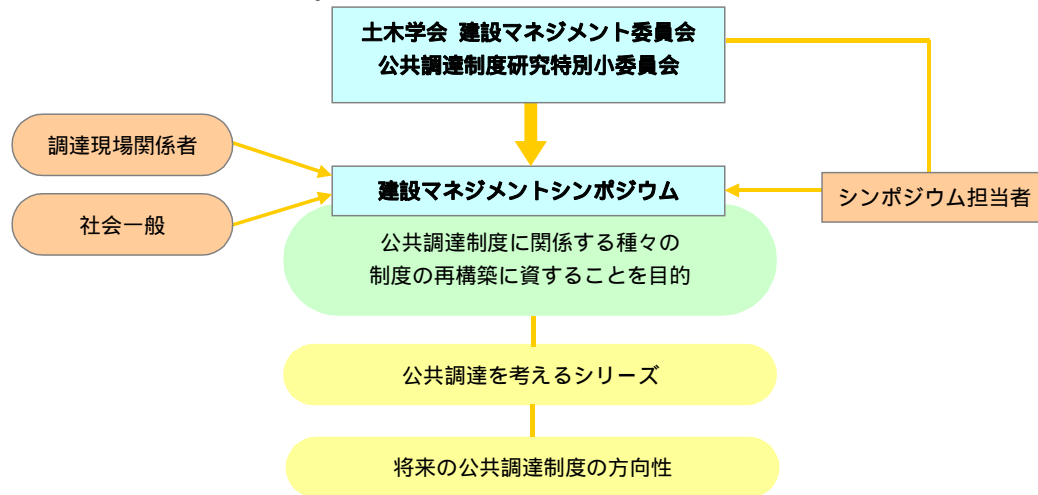 土木学会 建設マネジメント委員会
公共調達制度研究特別小委員会
調達現場関係者
建設マネジメントシンポジウム
シンポジウム担当者
社会一般
公共調達制度に関係する種々の
制度の再構築に資することを目的
公共調達を考えるシリーズ
将来の公共調達制度の方向性